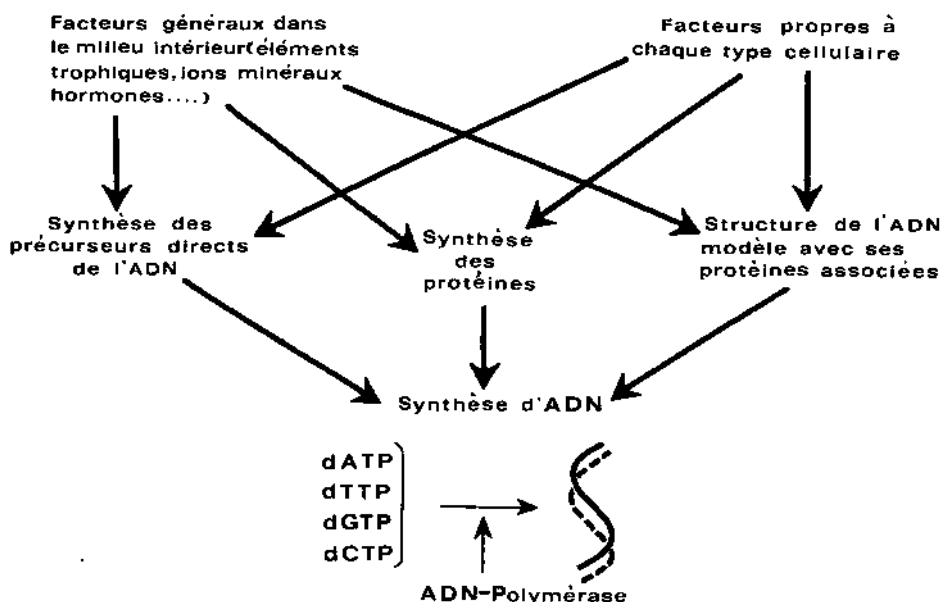 Facteurs généraux dans
le milieu intérieur(éléments
trophiques,ions minéraux
hormones....)
Facteurs propres à
chaque type cellulaire
Synthèse des
précurseurs directs
de l'ADN
Synthèse
des
protéines
Structure de l'ADN
modèle avec ses
protéines associées
Synthèse d'ADN
dATP
dTTP
dGTP
dCTP
ADN-Polymérase